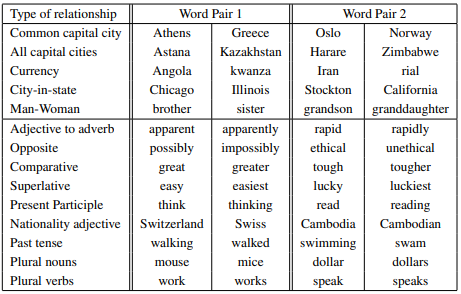 Type of relationship Word Pair 1 Word Pair 2
Common capital city Athens Greece Oslo Norway
All capital cities Astana Kazakhstan Harare Zimbabwe
Currency Angola kwanza Iran rial
City-in-state Chicago Illinois Stockton California
Man-Woman brother sister grandson granddaughter
Adjective to adverb apparent apparently rapid rapidly
Opposite possibly impossibly ethical unethical
Comparative great greater tough tougher
Superlative easy easiest lucky luckiest
Present Participle think thinking read reading
Nationality adjective Switzerland Swiss Cambodia Cambodian
Past tense walking walked swimming swam
Plural nouns mouse mice dollar dollars
Plural verbs work works speak speaks